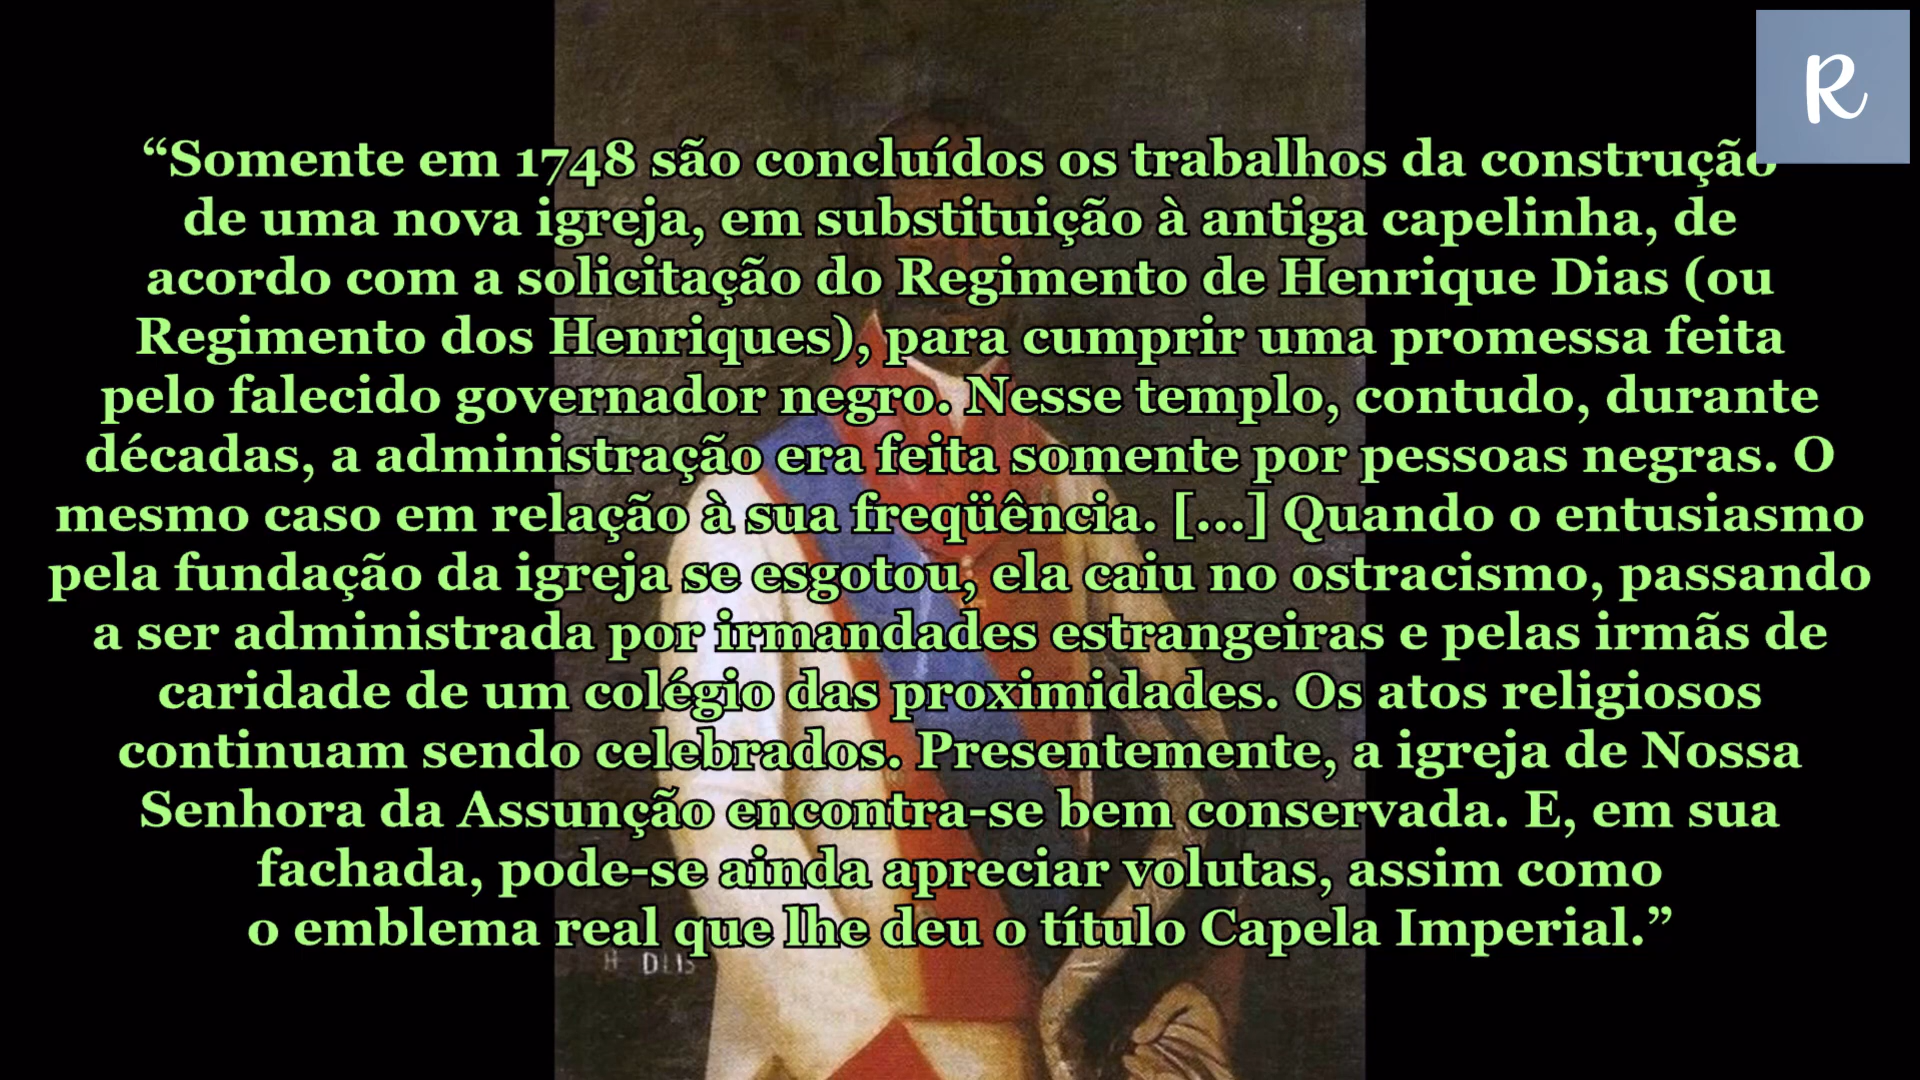 R
“Somente em 1748 são concluídos os trabalhos da construção
de uma nova igreja, em substituição à antiga capelinha, de
acordo com a solicitação do Regimento de Henrique Dias (ou
Regimento dos Henriques), para cumprir uma promessa feita
pelo falecido governador negro. Nesse templo, contudo, durante
décadas, a administração era feita somente por pessoas negras. O
mesmo caso em relação à sua freqüência. [...] Quando o entusiasmo
pela fundação da igreja se esgotou, ela caiu no ostracismo, passando
a ser administrada por irmandades estrangeiras e pelas irmãs de
caridade de um colégio das proximidades. Os atos religiosos
continuam sendo celebrados. Presentemente, a igreja de Nossa
Senhora da Assunção encontra-se bem conservada. E, em sua
fachada, pode-se ainda apreciar volutas, assim como
o emblema real que lhe deu o título Capela Imperial.”